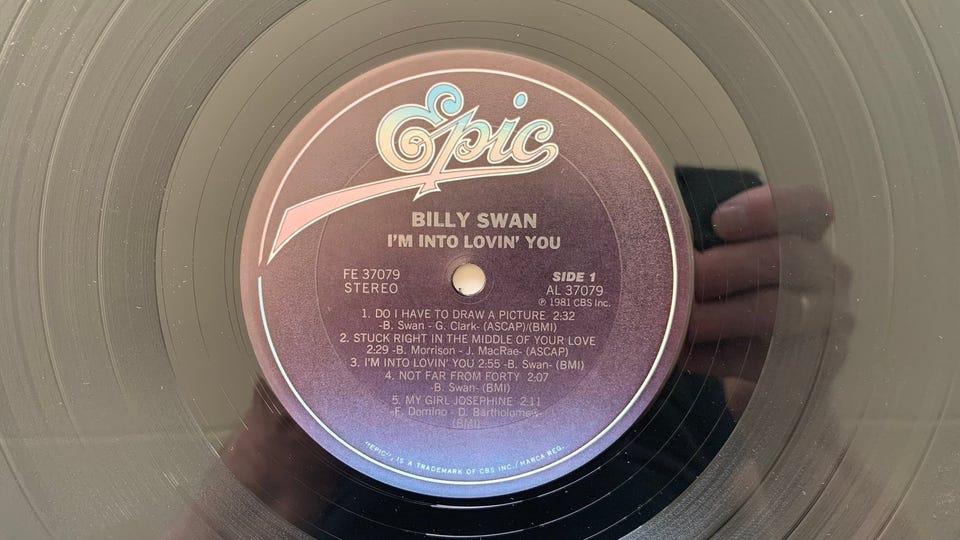 Epic
BILLY SWAN
I'M INTO LOVIN' YOU
FE 37079
STEREO
SIDE 1
AL 37079
℗ 1981 CBS Inc.
1. DO I HAVE TO DRAW A PICTURE 2:32
-B. Swan - G. Clark- (ASCAP)/(BMI)
2. STUCK RIGHT IN THE MIDDLE OF YOUR LOVE
2:29 -B. Morrison - J. MacRae- (ASCAP)
3. I'M INTO LOVIN' YOU 2:55 -B. Swan- (BMI)
4. NOT FAR FROM FORTY 2:07
-B. Swan- (BMI)
5. MY GIRL JOSEPHINE 2:11
-F. Domino - D. Bartholomew-
(BMI)
"EPIC", IS A TRADEMARK OF CBS INC./MARCA REG.